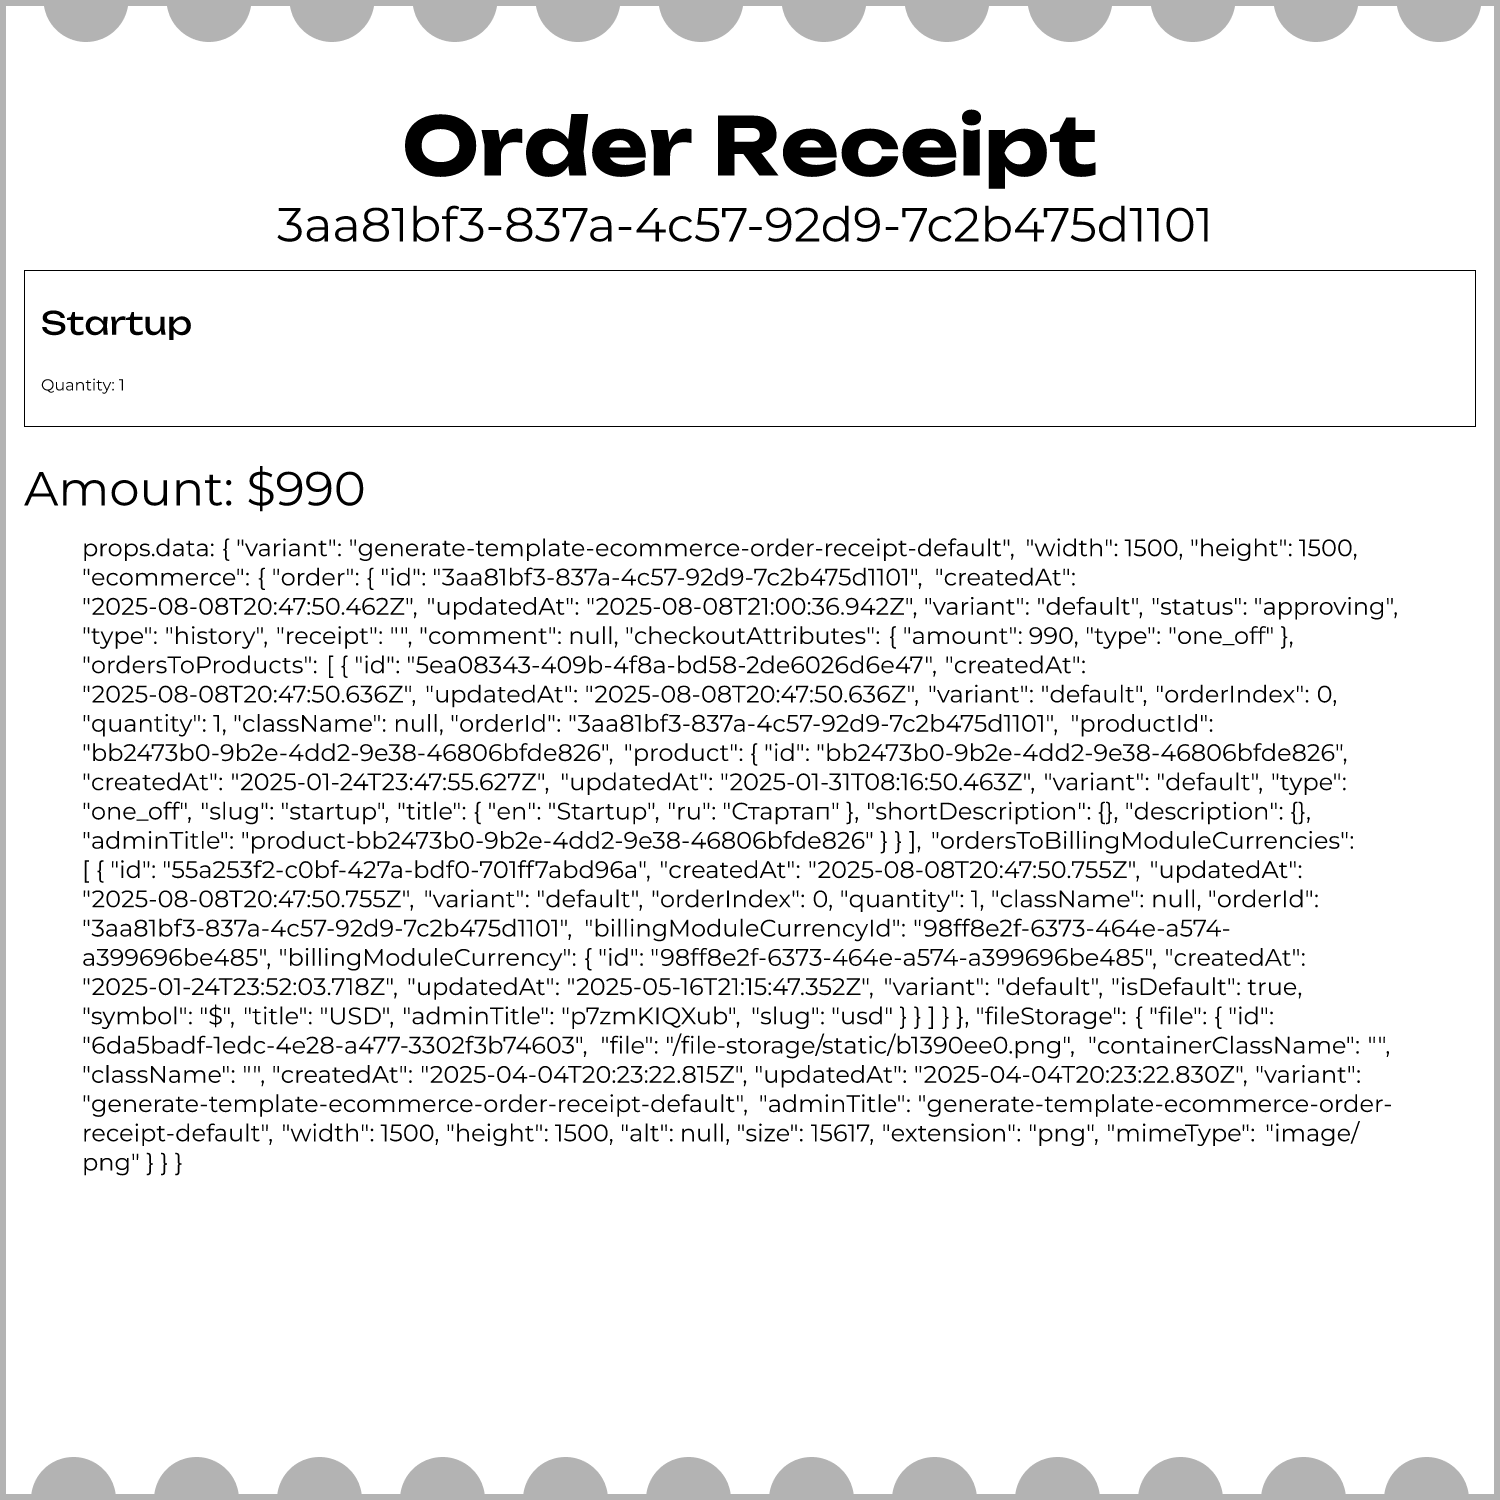 Order Receipt
3aa81bf3-837a-4c57-92d9-7c2b475d1101
Startup
Quantity: 1
Amount: $990
props.data: { "variant": "generate-template-ecommerce-order-receipt-default", "width": 1500, "height": 1500,
"ecommerce": { "order": { "id": "3aa81bf3-837a-4c57-92d9-7c2b475d1101", "createdAt":
"2025-08-08T20:47:50.462Z", "updatedAt": "2025-08-08T21:00:36.942Z", "variant": "default", "status": "approving",
"type": "history", "receipt": "", "comment": null, "checkoutAttributes": { "amount": 990, "type": "one_off" },
"ordersToProducts": [ { "id": "5ea08343-409b-4f8a-bd58-2de6026d6e47", "createdAt":
"2025-08-08T20:47:50.636Z", "updatedAt": "2025-08-08T20:47:50.636Z", "variant": "default", "orderIndex": 0,
"quantity": 1, "className": null, "orderId": "3aa81bf3-837a-4c57-92d9-7c2b475d1101", "productId":
"bb2473b0-9b2e-4dd2-9e38-46806bfde826", "product": { "id": "bb2473b0-9b2e-4dd2-9e38-46806bfde826",
"createdAt": "2025-01-24T23:47:55.627Z", "updatedAt": "2025-01-31T08:16:50.463Z", "variant": "default", "type":
"one_off", "slug": "startup", "title": { "en": "Startup", "ru": "Стартап" }, "shortDescription": {}, "description": {},
"adminTitle": "product-bb2473b0-9b2e-4dd2-9e38-46806bfde826" } } ], "ordersToBillingModuleCurrencies":
[ { "id": "55a253f2-c0bf-427a-bdf0-701ff7abd96a", "createdAt": "2025-08-08T20:47:50.755Z", "updatedAt":
"2025-08-08T20:47:50.755Z", "variant": "default", "orderIndex": 0, "quantity": 1, "className": null, "orderId":
"3aa81bf3-837a-4c57-92d9-7c2b475d1101", "billingModuleCurrencyId": "98ff8e2f-6373-464e-a574-
a399696be485", "billingModuleCurrency": { "id": "98ff8e2f-6373-464e-a574-a399696be485", "createdAt":
"2025-01-24T23:52:03.718Z", "updatedAt": "2025-05-16T21:15:47.352Z", "variant": "default", "isDefault": true,
"symbol": "$", "title": "USD", "adminTitle": "p7zmKIQXub", "slug": "usd" } } ] } }, "fileStorage": { "file": { "id":
"6da5badf-1edc-4e28-a477-3302f3b74603", "file": "/file-storage/static/b1390ee0.png", "containerClassName": "",
"className": "", "createdAt": "2025-04-04T20:23:22.815Z", "updatedAt": "2025-04-04T20:23:22.830Z", "variant":
"generate-template-ecommerce-order-receipt-default", "adminTitle": "generate-template-ecommerce-order-
receipt-default", "width": 1500, "height": 1500, "alt": null, "size": 15617, "extension": "png", "mimeType": "image/
png" } } }